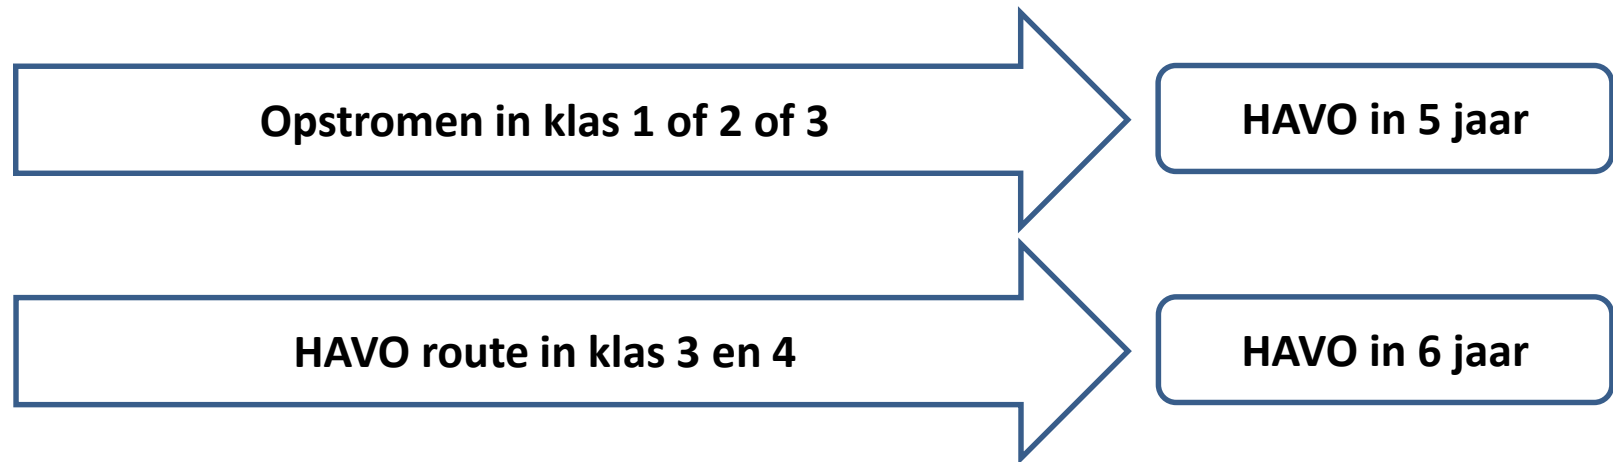 Opstromen in klas 1 of 2 of 3
HAVO in 5 jaar
HAVO route in klas 3 en 4
HAVO in 6 jaar